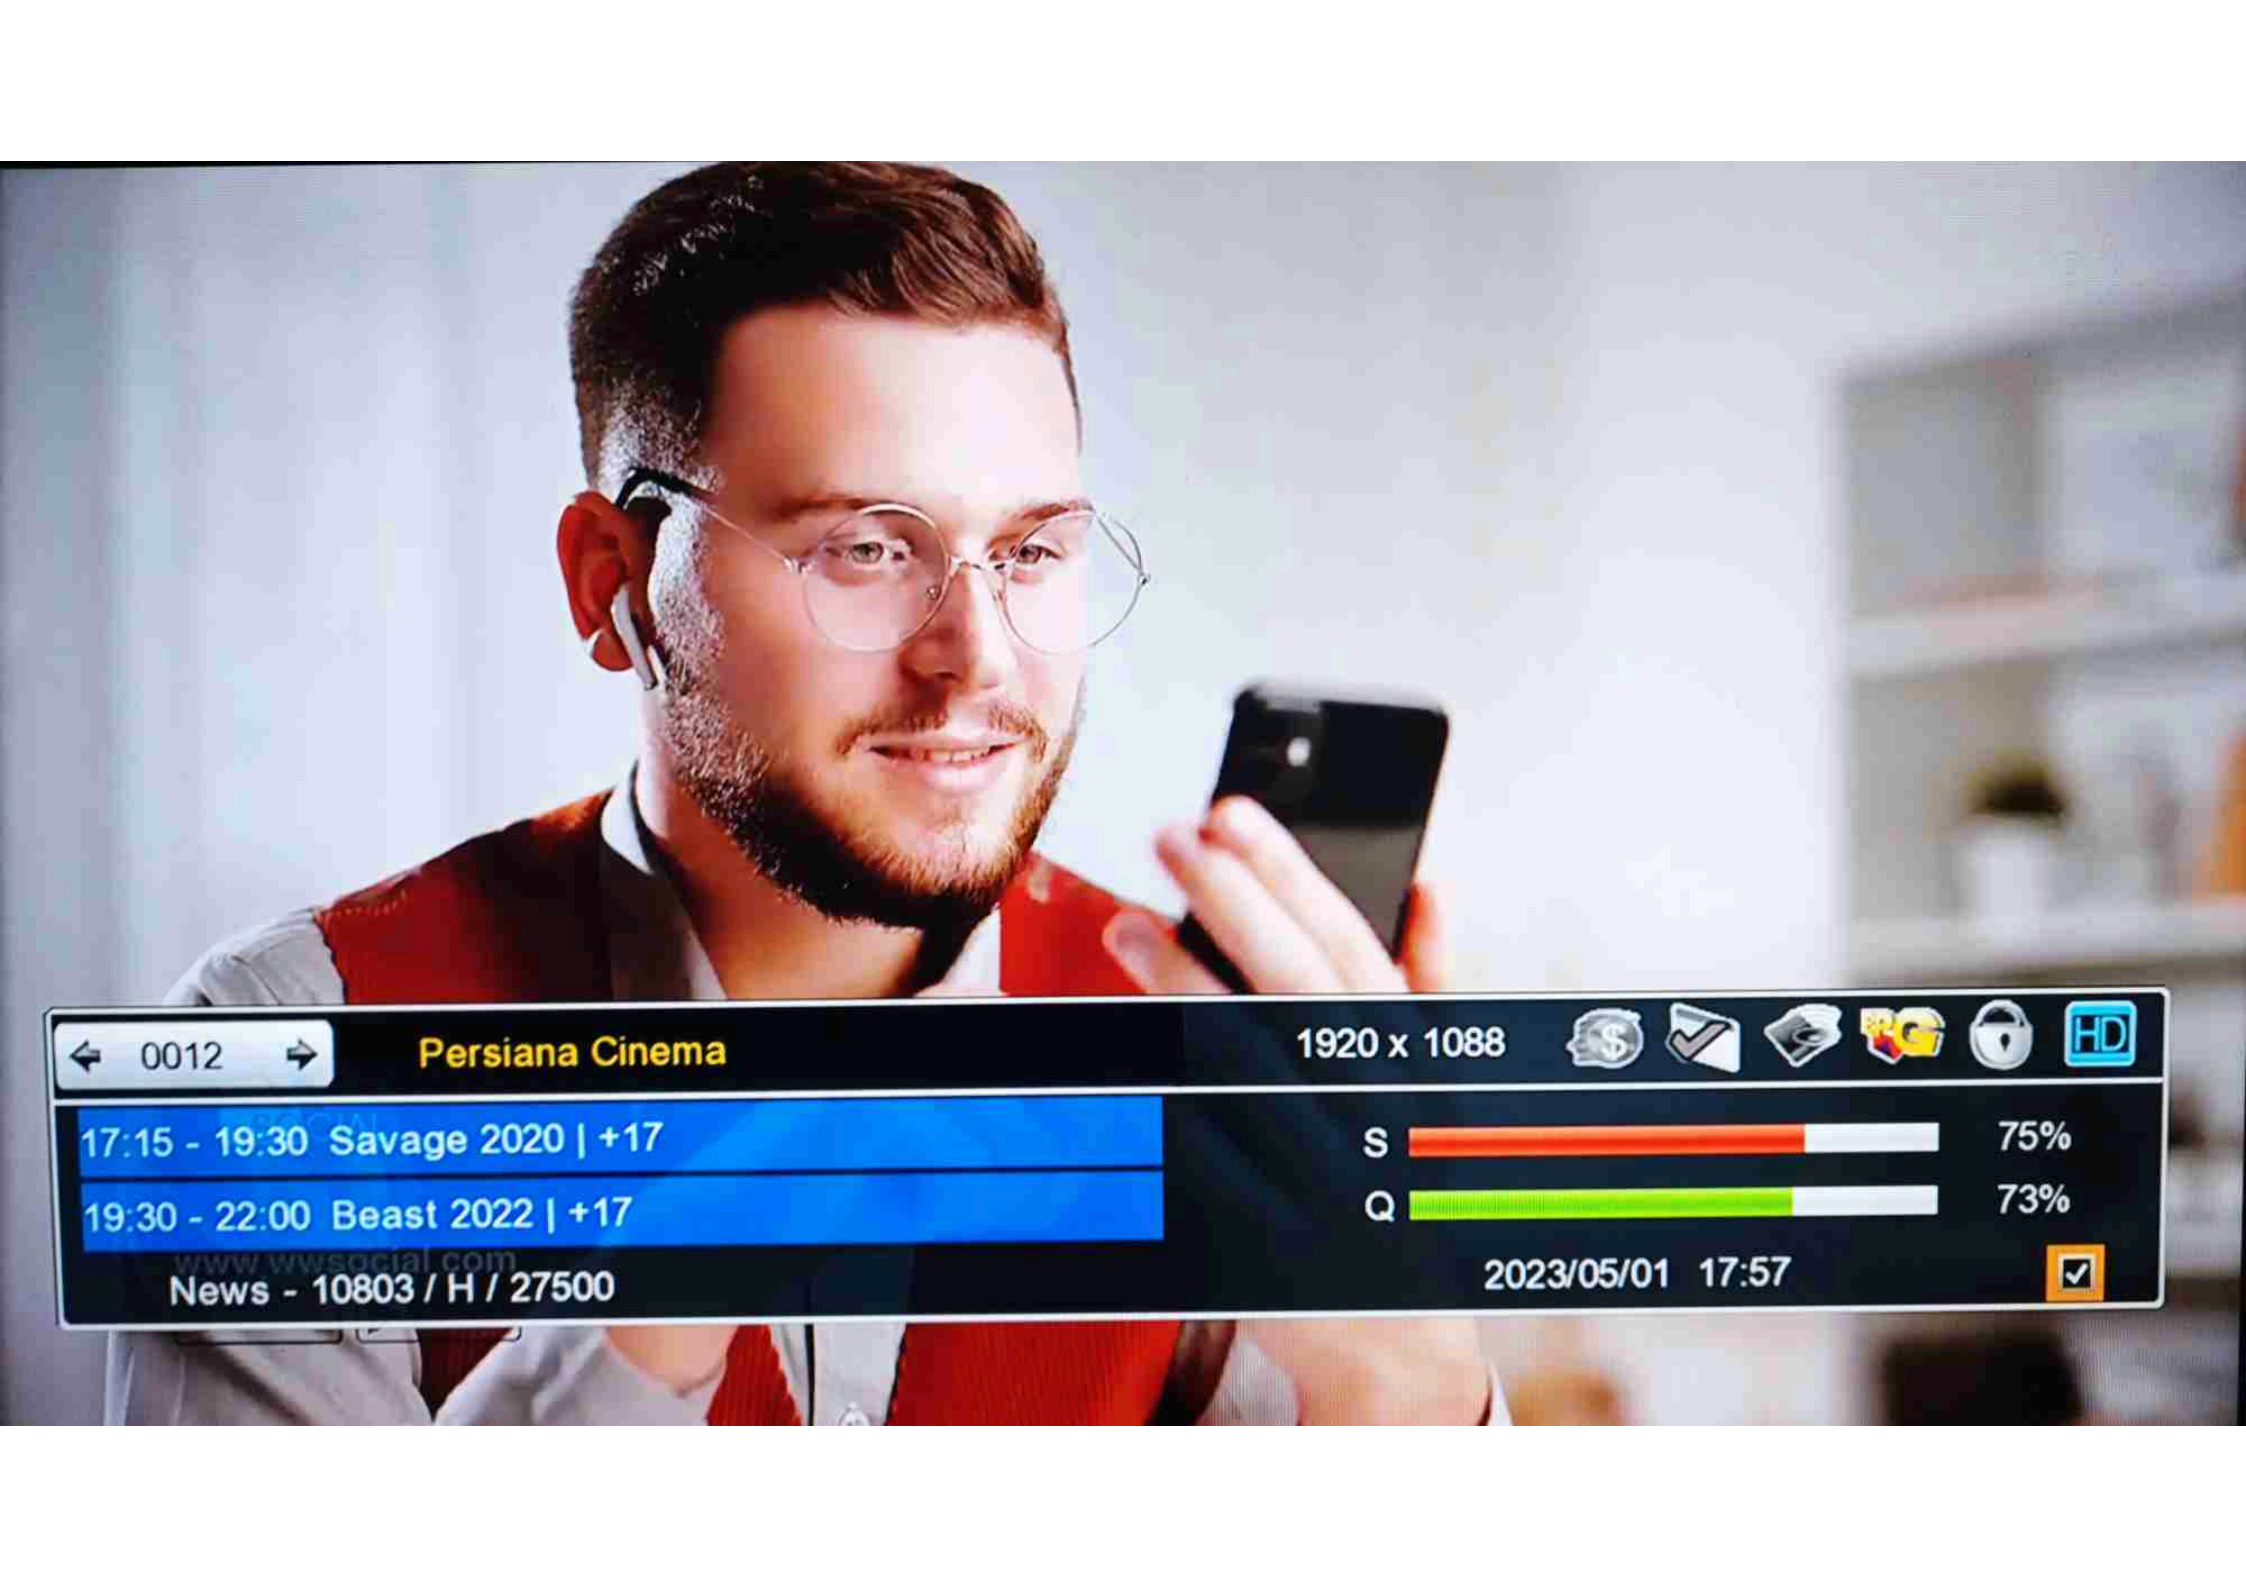 0012
Persiana Cinema
1920 x 1088
HD
17:15 - 19:30 Savage 2020 | +17
S 75%
19:30 - 22:00 Beast 2022 | +17
Q 73%
www wwsocial.com
News - 10803 / H / 27500
2023/05/01 17:57